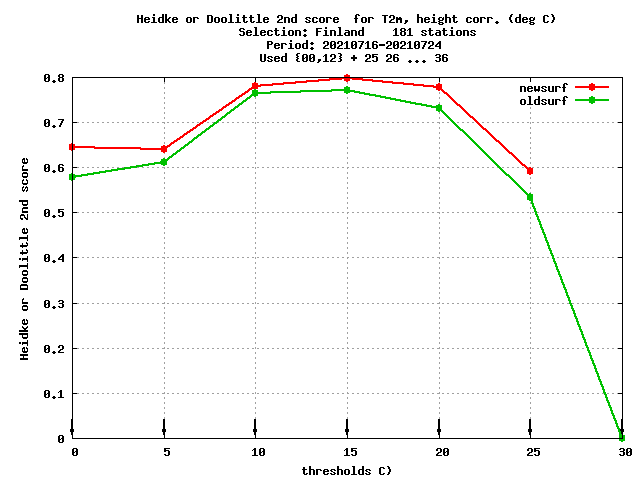 Heidke or Doolittle 2nd score  for T2m, height corr. (deg C)
Selection: Finland    181 stations
Period: 20210716-20210724
Used {00,12} + 25 26 ... 36
newsurf
oldsurf
Heidke or Doolittle 2nd score
0.8
0.7
0.6
0.5
0.4
0.3
0.2
0.1
0
0 5 10 15 20 25 30
thresholds C)